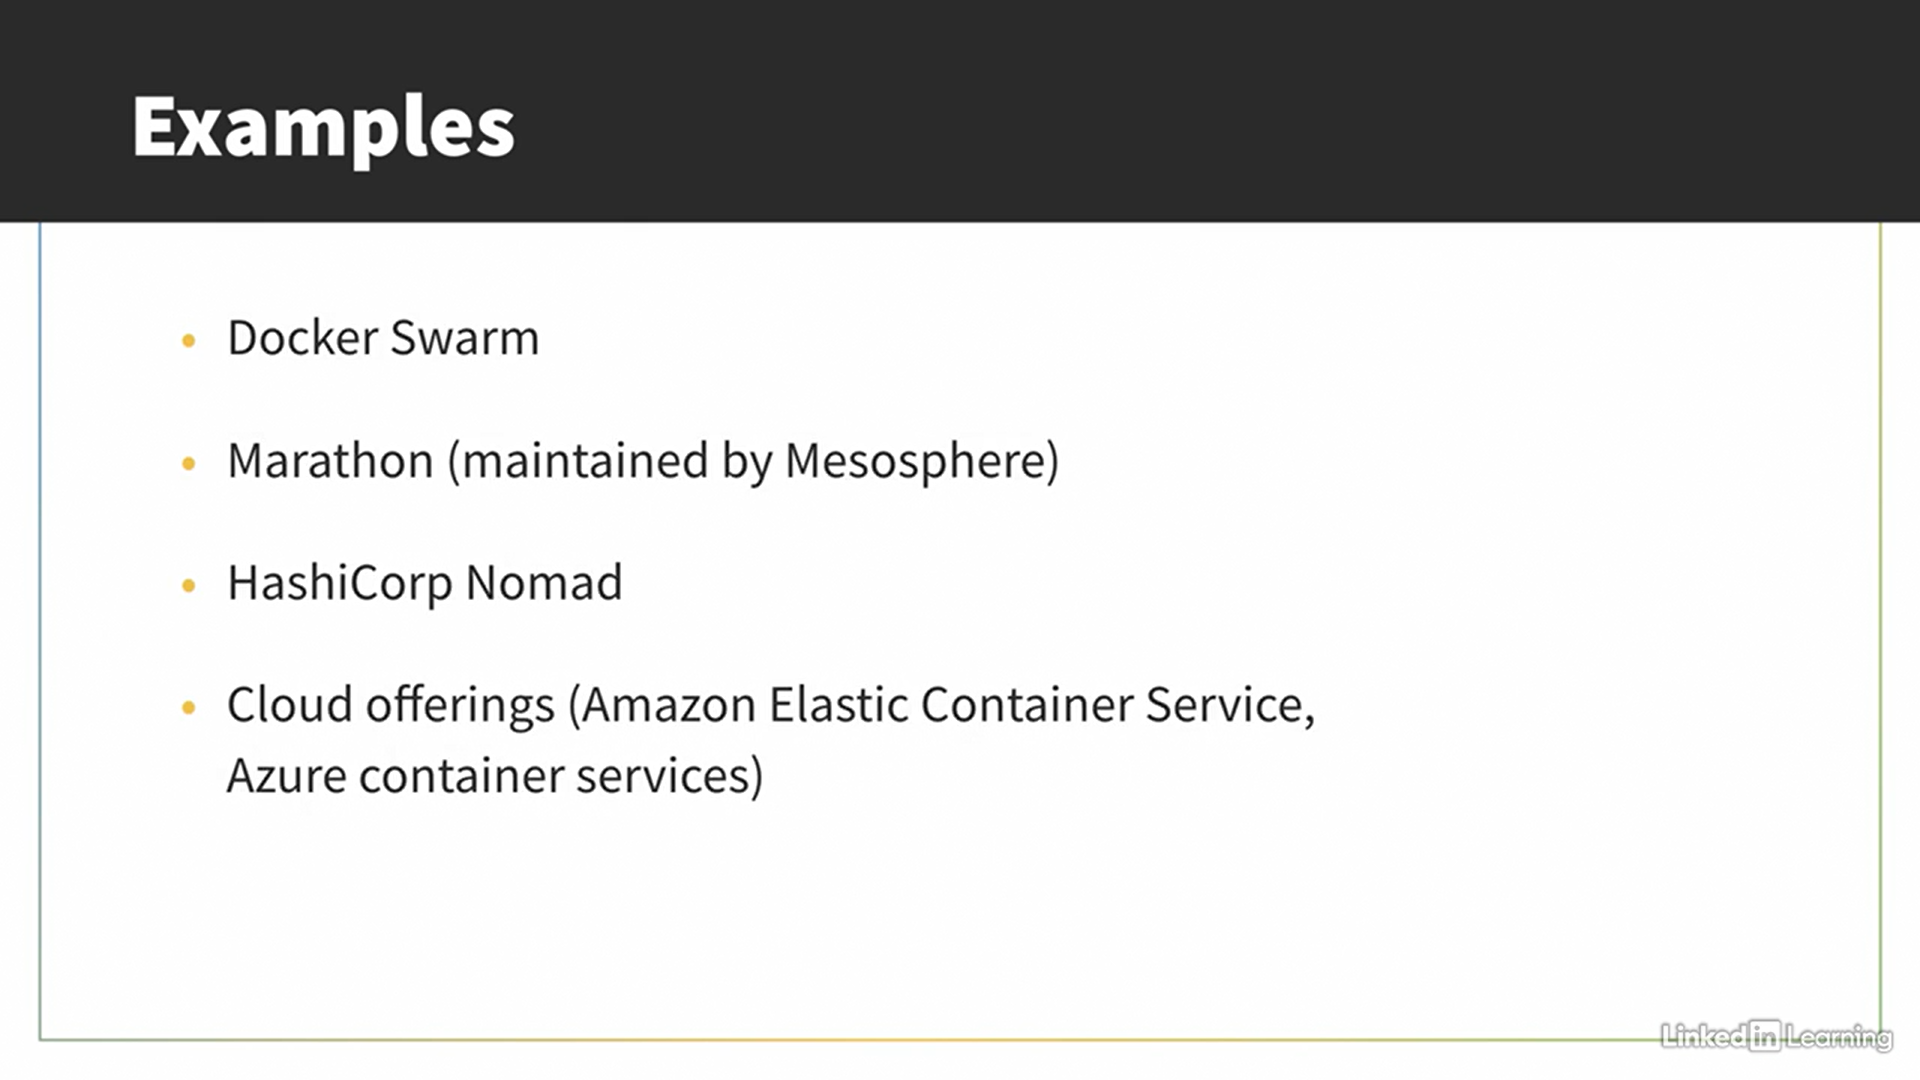 Examples
• Docker Swarm
• Marathon (maintained by Mesosphere)
• HashiCorp Nomad
• Cloud offerings (Amazon Elastic Container Service,
Azure container services)
Linked in Learning